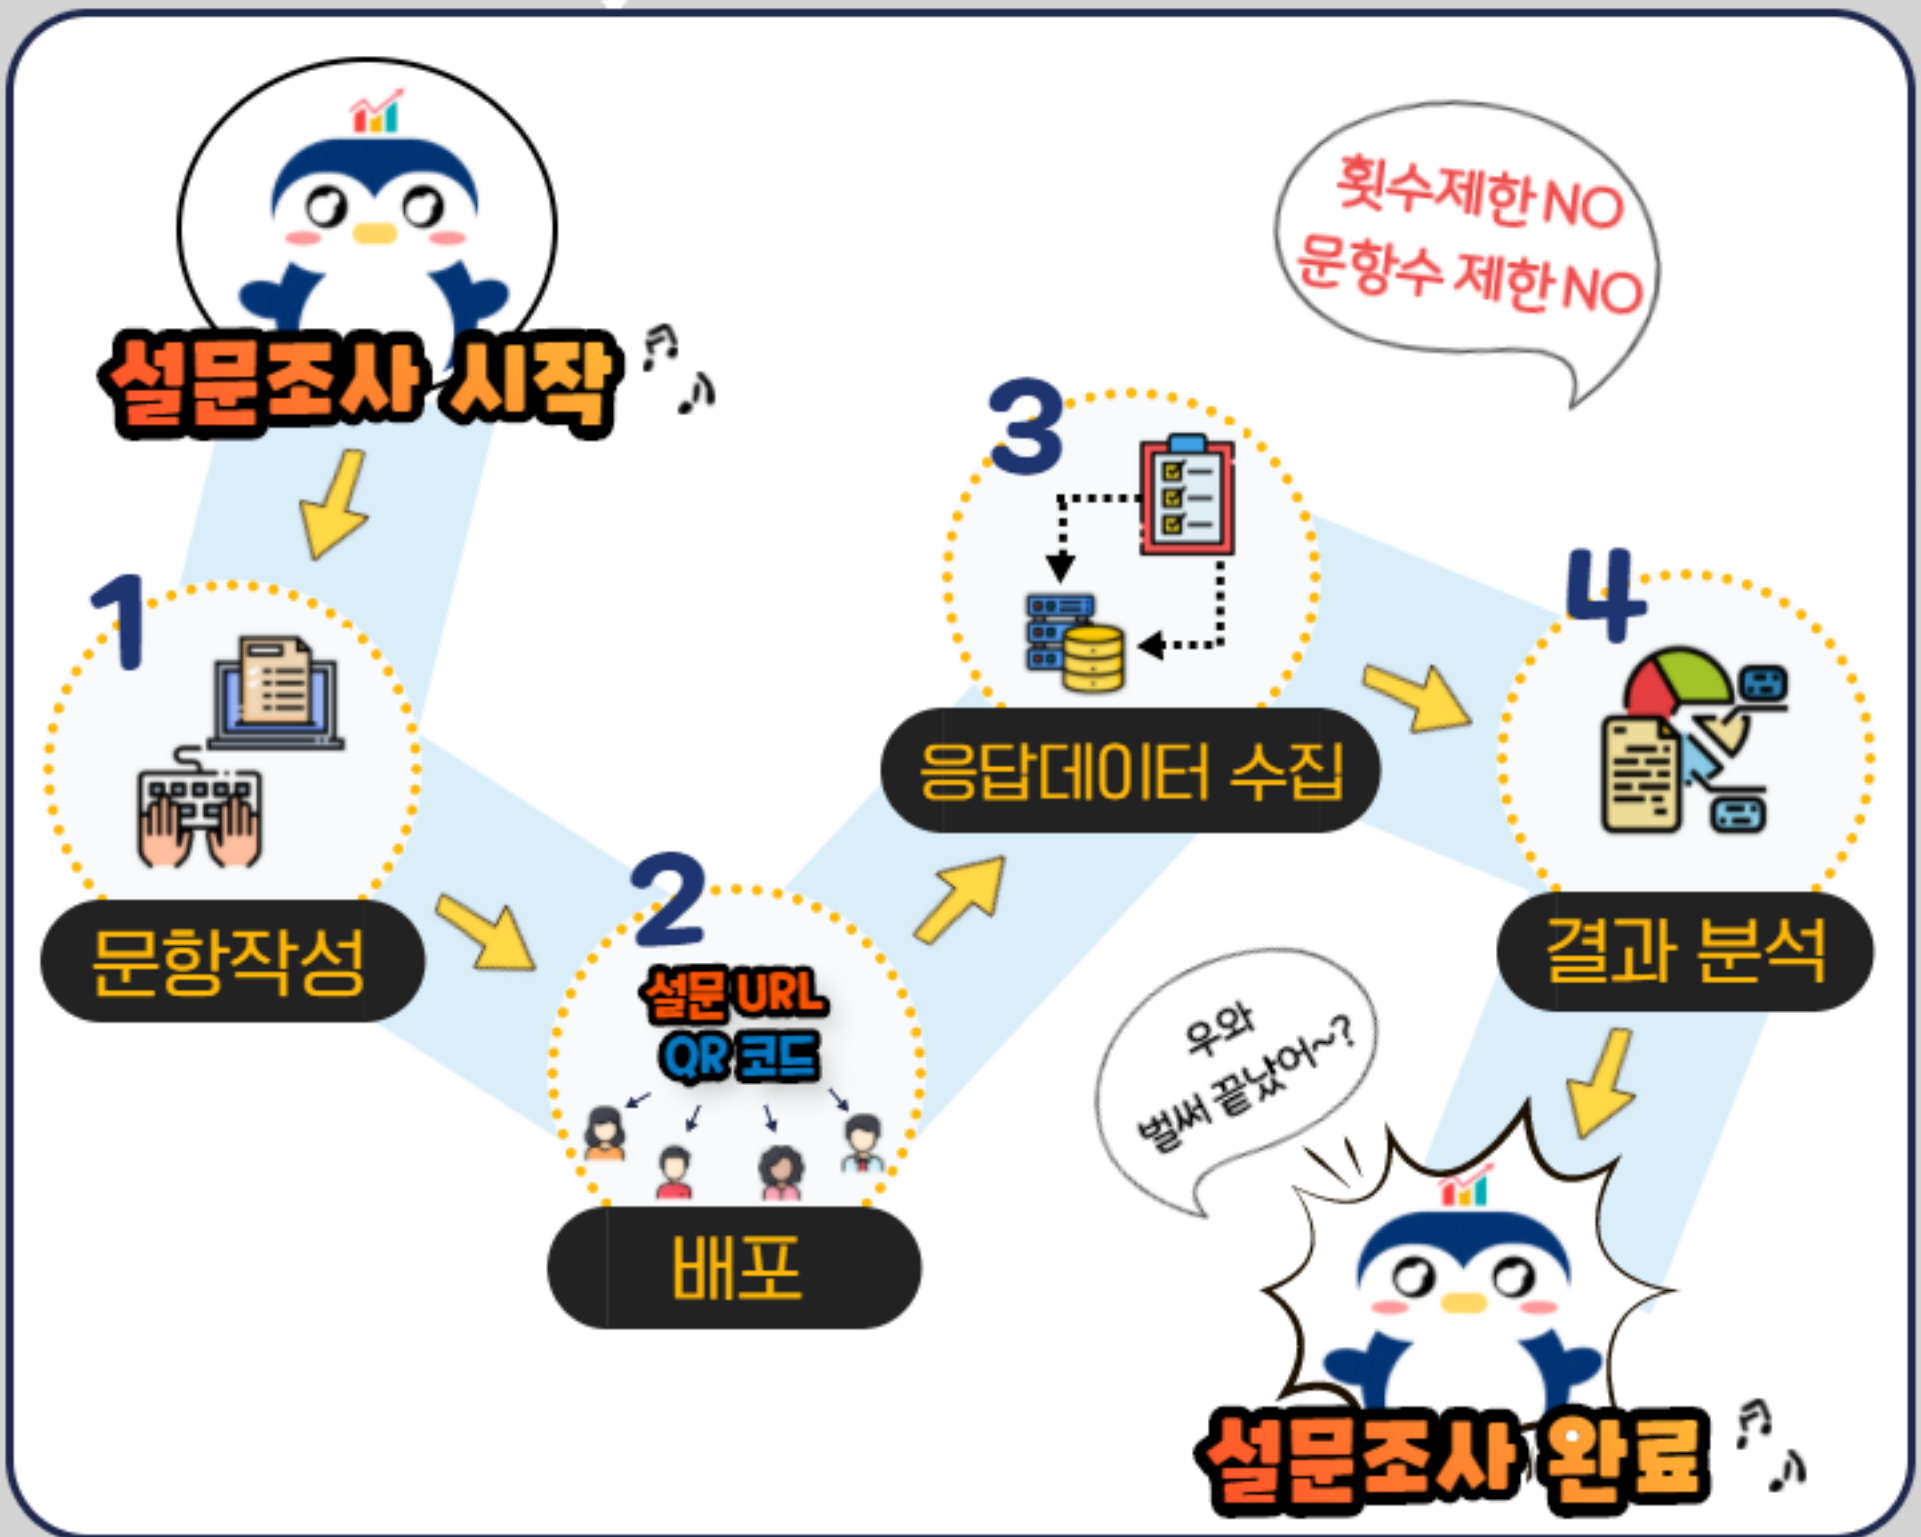 설문조사 시작
횟수제한 NO
문항수 제한 NO
1
문항작성
2
설문 URL
QR 코드
배포
3
응답데이터 수집
4
결과 분석
우와
벌써 끝났어~?
설문조사 완료